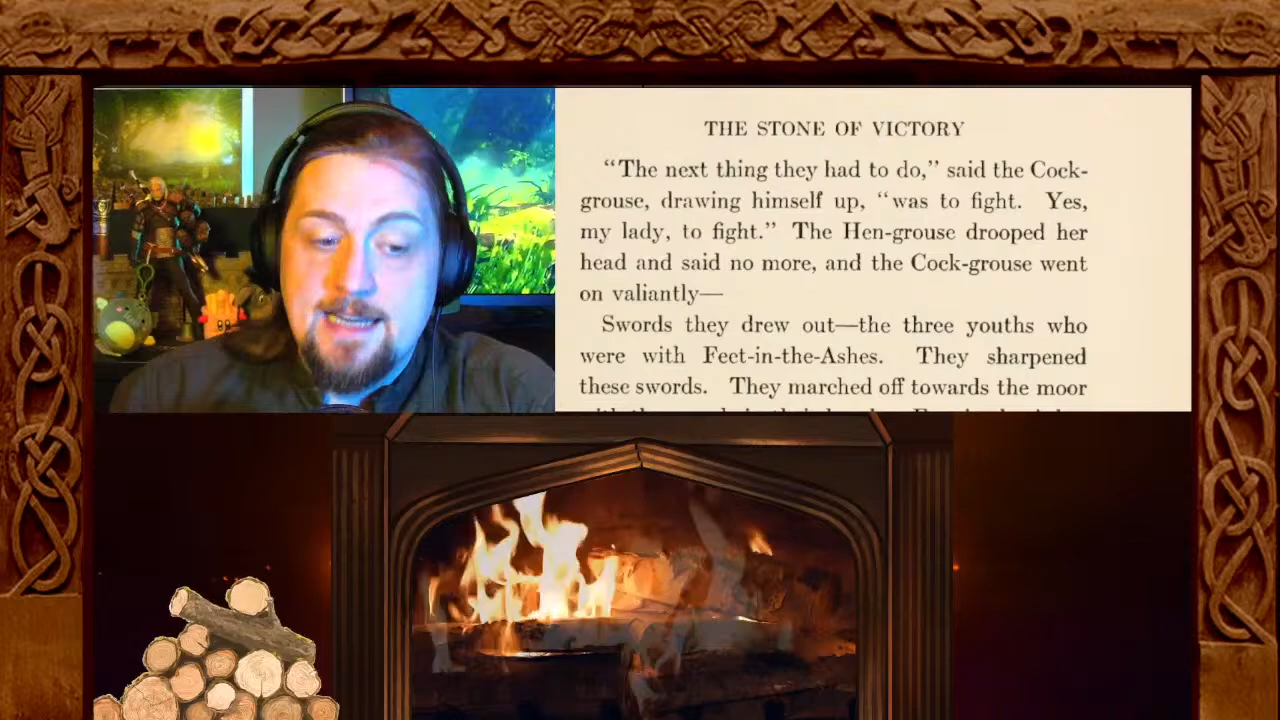 THE STONE OF VICTORY
“The next thing they had to do,” said the Cock-
grouse, drawing himself up, “was to fight. Yes,
my lady, to fight.” The Hen-grouse drooped her
head and said no more, and the Cock-grouse went
on valiantly—
Swords they drew out—the three youths who
were with Feet-in-the-Ashes. They sharpened
these swords. They marched off towards the moor